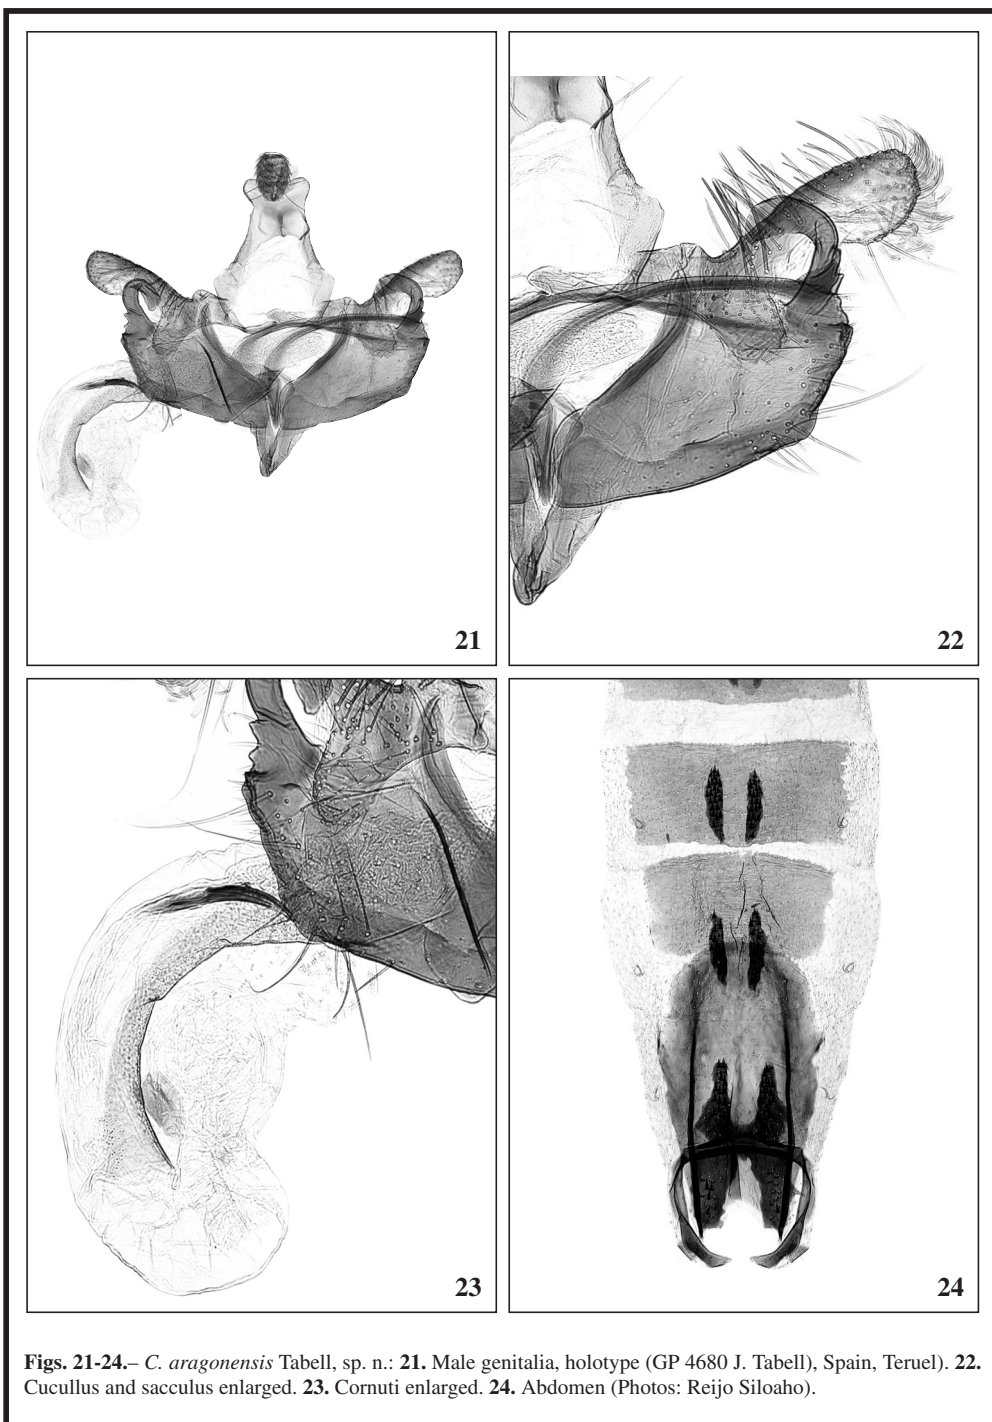 21
22
23
24
Figs. 21-24.– C. aragonensis Tabell, sp. n.: 21. Male genitalia, holotype (GP 4680 J. Tabell), Spain, Teruel). 22.
Cucullus and sacculus enlarged. 23. Cornuti enlarged. 24. Abdomen (Photos: Reijo Siloaho).